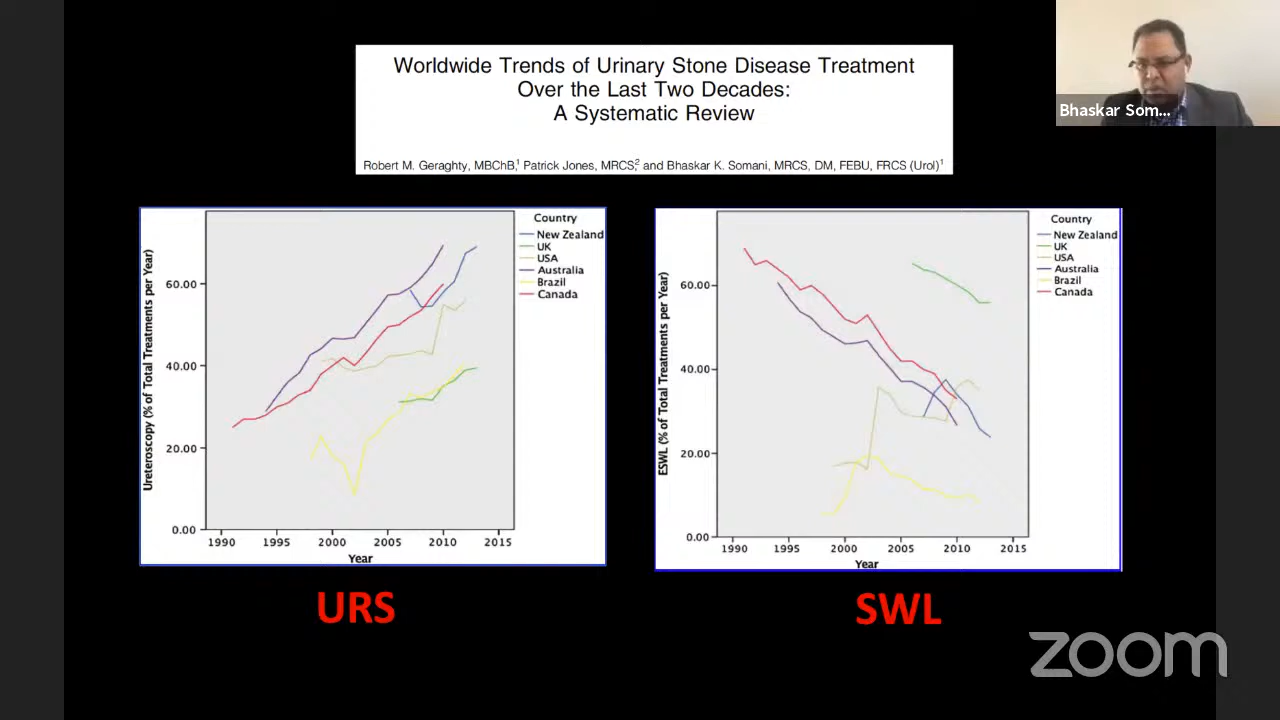 Worldwide Trends of Urinary Stone Disease Treatment
Over the Last Two Decades:
A Systematic Review
Robert M. Geraghty, MBChB,1 Patrick Jones, MRCS,2 and Bhaskar K. Somani, MRCS, DM, FEBU, FRCS (Urol)1
Bhaskar Som...
Ureteroscopy (% of Total Treatments per Year)
60.00
40.00
20.00
0.00
1990 1995 2000 2005 2010 2015
Year
Country
New Zealand
UK
USA
Australia
Brazil
Canada
URS
ESWL (% of Total Treatments per Year)
60.00
40.00
20.00
0.00
1990 1995 2000 2005 2010 2015
Year
Country
New Zealand
UK
USA
Australia
Brazil
Canada
SWL
zoom